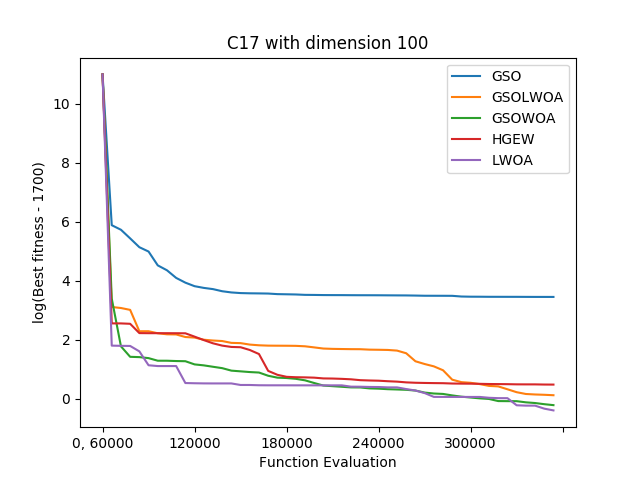 C17 with dimension 100
log(Best fitness - 1700)
10
8
6
4
2
0
GSO
GSOLWOA
GSOWOA
HGEW
LWOA
0, 60000 120000 180000 240000 300000
Function Evaluation